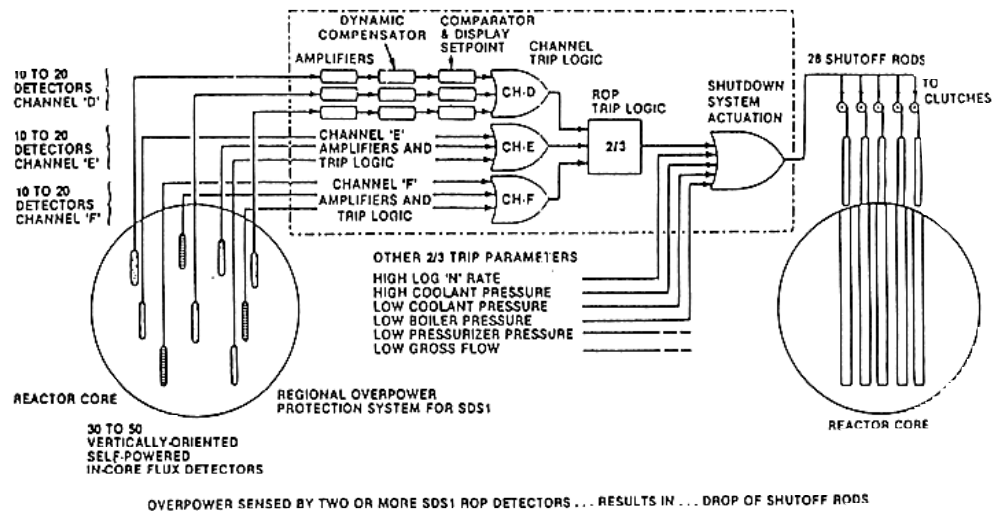 DYNAMIC
COMPENSATOR
COMPARATOR
& DISPLAY
SETPOINT
AMPLIFIERS
CHANNEL
TRIP LOGIC
10 TO 20
DETECTORS
CHANNEL 'D'
CH-D
10 TO 20
DETECTORS
CHANNEL 'E'
CHANNEL 'E'
AMPLIFIERS AND
TRIP LOGIC
CH-E
10 TO 20
DETECTORS
CHANNEL 'F'
CHANNEL 'F'
AMPLIFIERS AND
TRIP LOGIC
CH-F
ROP
TRIP LOGIC
2/3
SHUTDOWN
SYSTEM
ACTUATION
28 SHUTOFF RODS
TO
CLUTCHES
OTHER 2/3 TRIP PARAMETERS
HIGH LOG 'N' RATE
HIGH COOLANT PRESSURE
LOW COOLANT PRESSURE
LOW BOILER PRESSURE
LOW PRESSURIZER PRESSURE
LOW GROSS FLOW
REACTOR CORE
REGIONAL OVERPOWER
PROTECTION SYSTEM FOR SDS1
30 TO 50
VERTICALLY-ORIENTED
SELF-POWERED
IN-CORE FLUX DETECTORS
REACTOR CORE
OVERPOWER SENSED BY TWO OR MORE SDS1 ROP DETECTORS ... RESULTS IN ... DROP OF SHUTOFF RODS